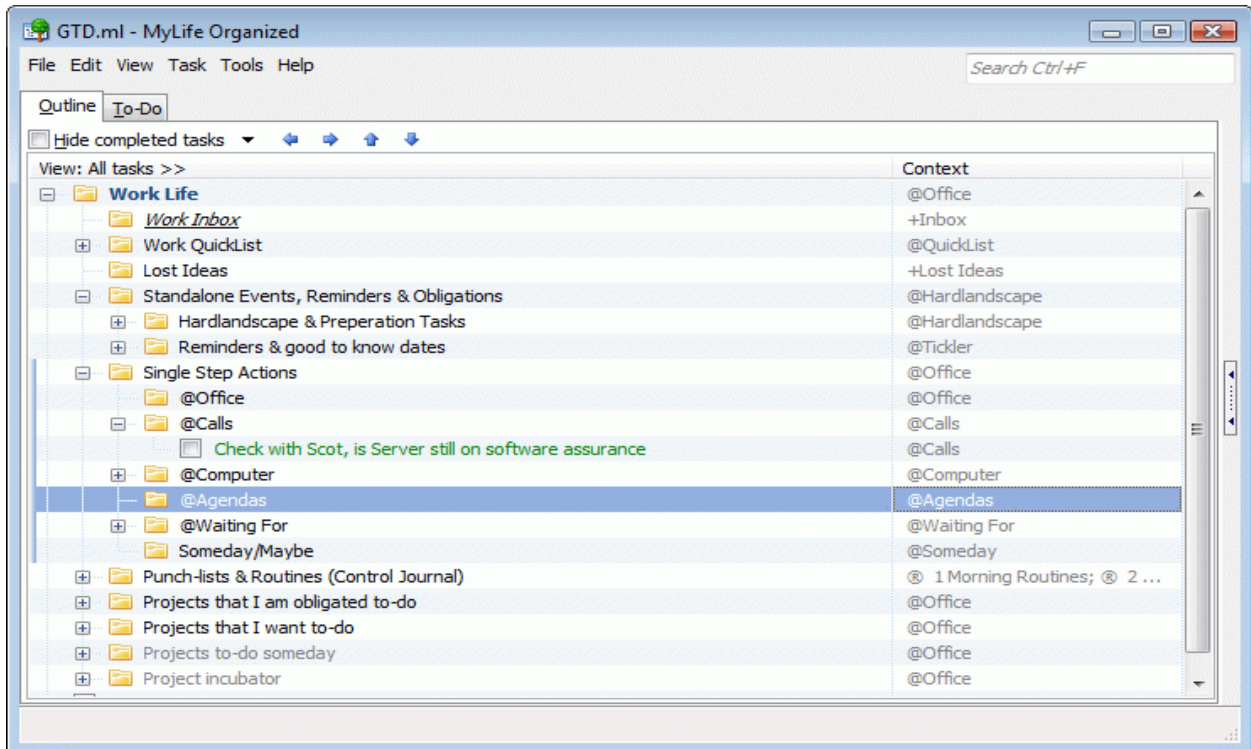 GTD.ml - MyLife Organized
File Edit View Task Tools Help
Search Ctrl+F
Outline To-Do
Hide completed tasks
View: All tasks >> Context
Work Life @Office
Work Inbox +Inbox
Work QuickList @QuickList
Lost Ideas +Lost Ideas
Standalone Events, Reminders & Obligations @Hardlandscape
Hardlandscape & Preperation Tasks @Hardlandscape
Reminders & good to know dates @Tickler
Single Step Actions @Office
@Office @Office
@Calls @Calls
Check with Scot, is Server still on software assurance @Calls
@Computer @Computer
@Agendas @Agendas
@Waiting For @Waiting For
Someday/Maybe @Someday
Punch-lists & Routines (Control Journal) ® 1 Morning Routines; ® 2 ...
Projects that I am obligated to-do @Office
Projects that I want to-do @Office
Projects to-do someday @Office
Project incubator @Office